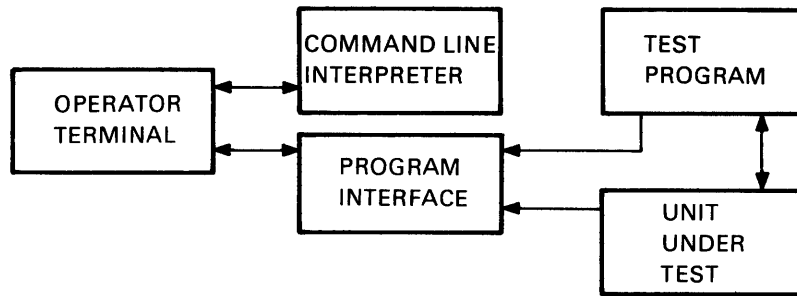 COMMAND LINE
INTERPRETER
TEST
PROGRAM
OPERATOR
TERMINAL
PROGRAM
INTERFACE
UNIT
UNDER
TEST